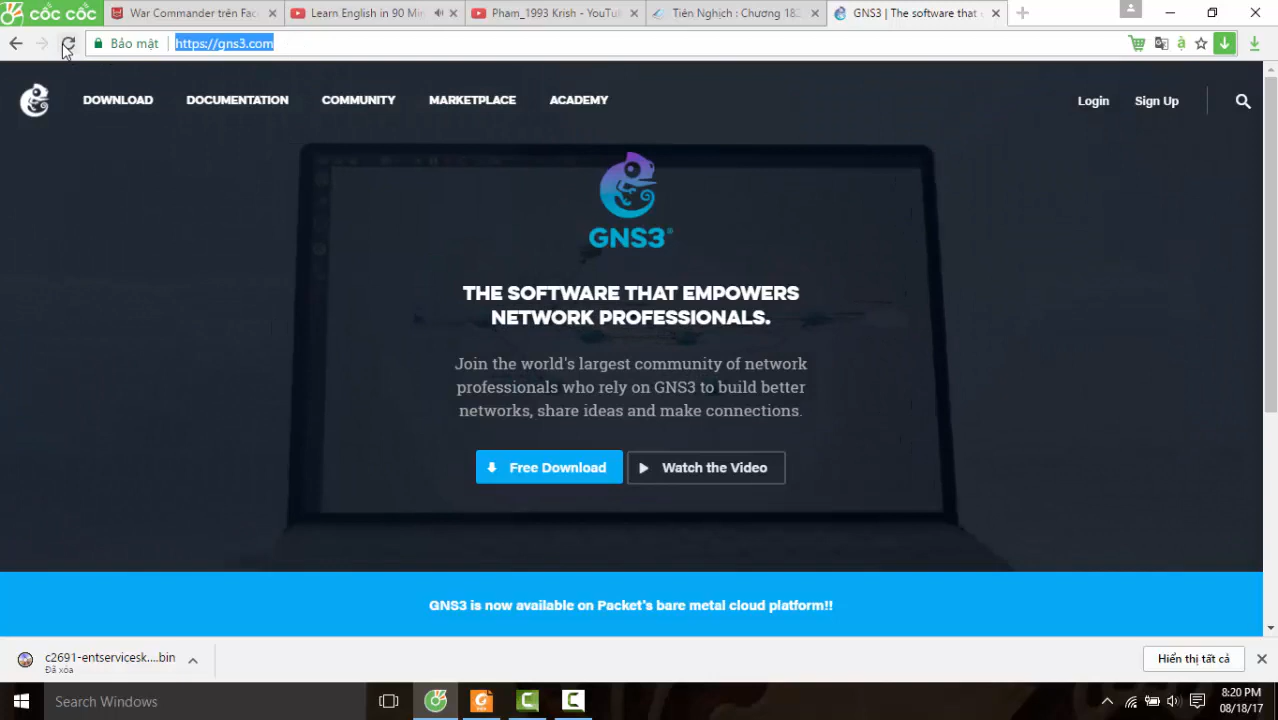 cốc cốc
War Commander trên Fac
Learn English in 90 Min
Pham_1993 Krish - YouTu
Tiên Nghịch : Chương 182
GNS3 | The software that e
Bảo mật
https://gns3.com
DOWNLOAD
DOCUMENTATION
COMMUNITY
MARKETPLACE
ACADEMY
Login
Sign Up
GNS3®
THE SOFTWARE THAT EMPOWERS
NETWORK PROFESSIONALS.
Join the world's largest community of network
professionals who rely on GNS3 to build better
networks, share ideas and make connections.
Free Download
Watch the Video
GNS3 is now available on Packet's bare metal cloud platform!!
c2691-entservicesk....bin
Đã xóa
Hiển thị tất cả
Search Windows
8:20 PM
08/18/17